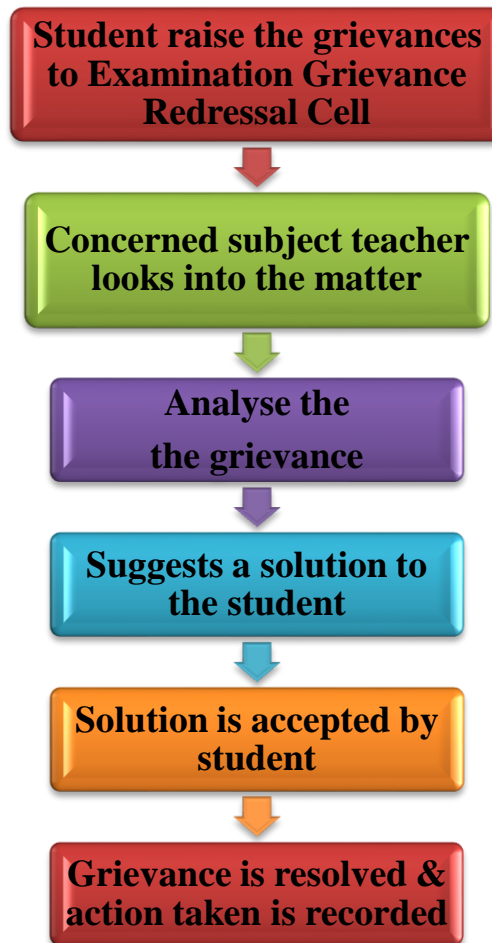 Student raise the grievances
to Examination Grievance
Redressal Cell
Concerned subject teacher
looks into the matter
Analyse the
the grievance
Suggests a solution to
the student
Solution is accepted by
student
Grievance is resolved &
action taken is recorded